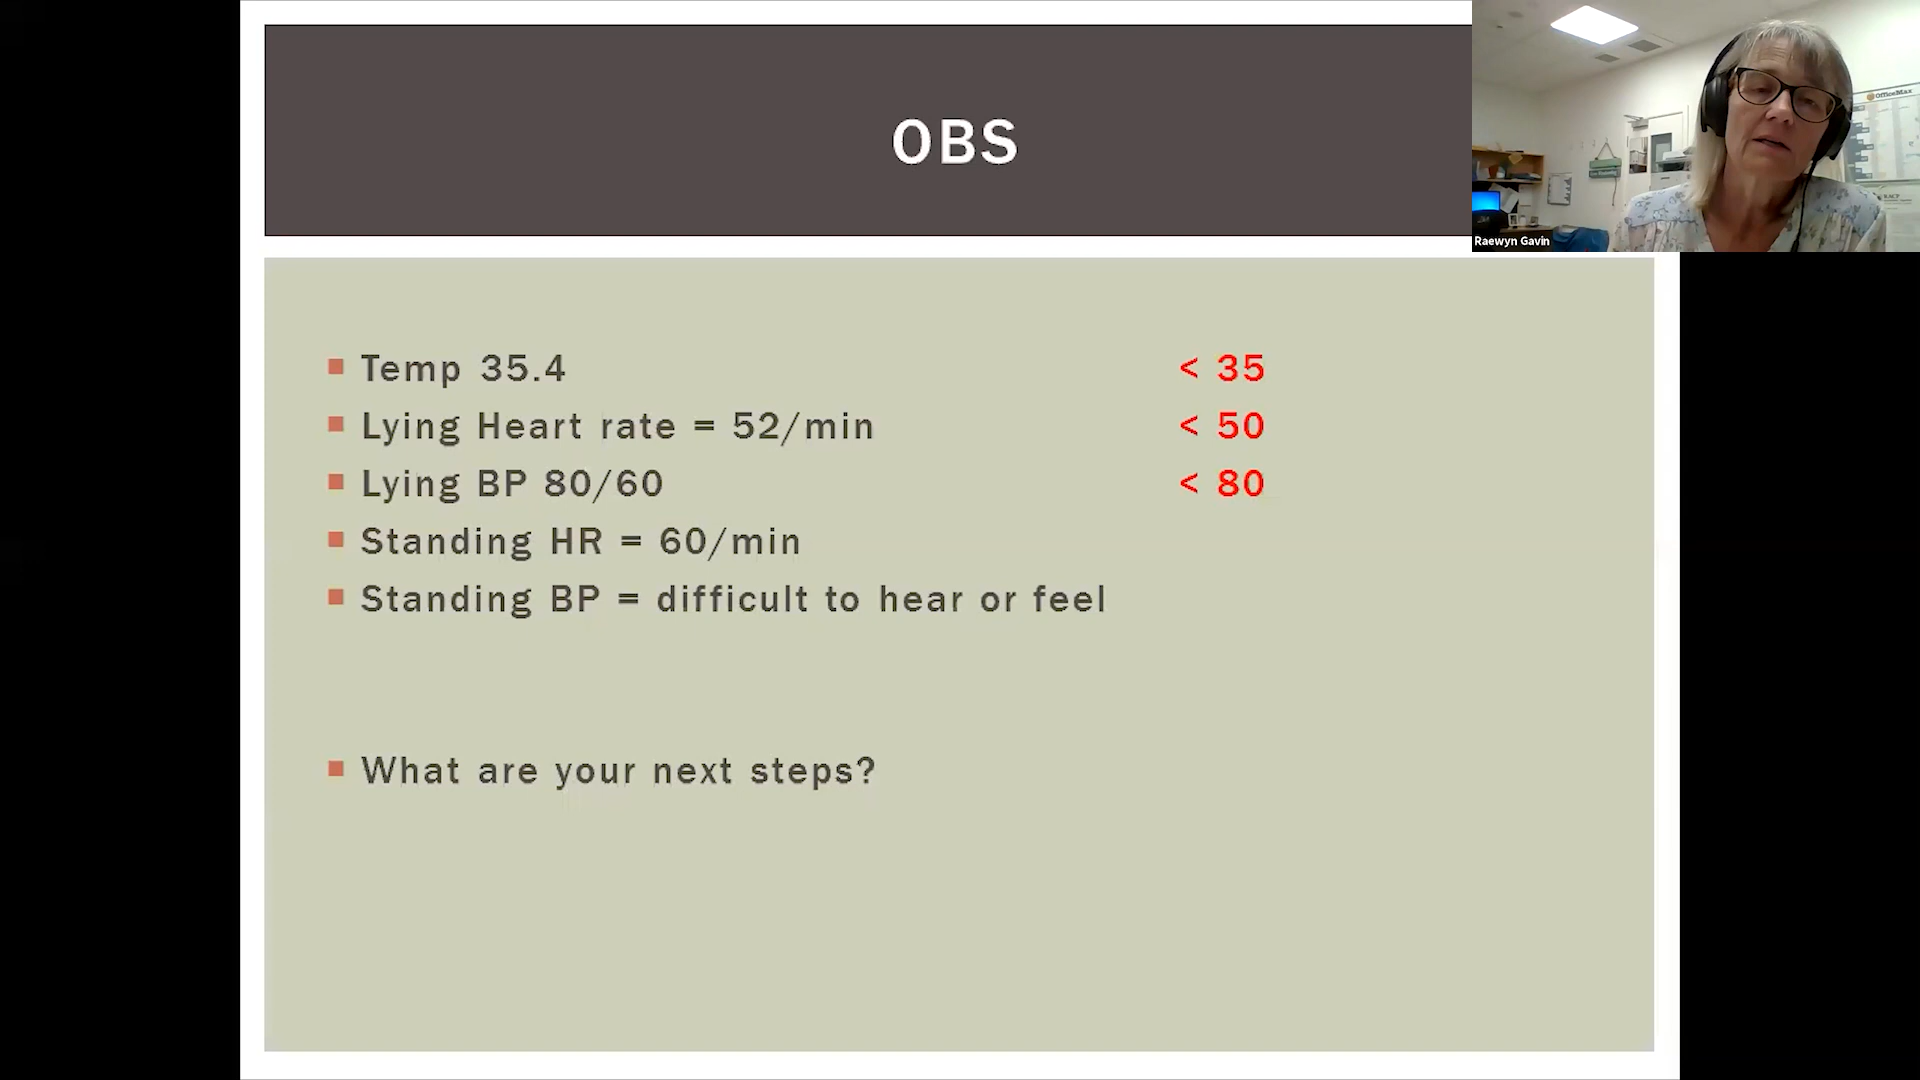 OBS
OfficeMax
Raewyn Gavin
Temp 35.4 < 35
Lying Heart rate = 52/min < 50
Lying BP 80/60 < 80
Standing HR = 60/min
Standing BP = difficult to hear or feel
What are your next steps?